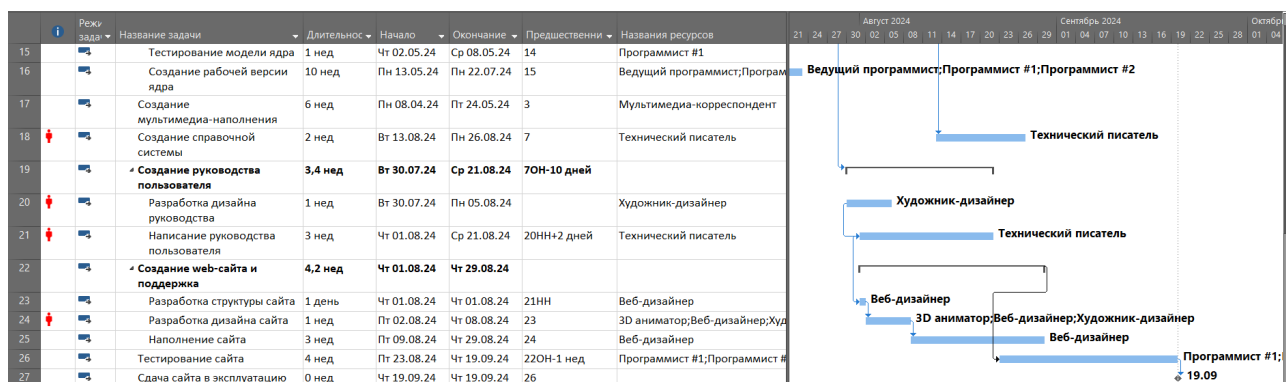 Режи
задач
Название задачи
Длительнос
Начало
Окончание
Предшественни
Названия ресурсов
Август 2024
Сентябрь 2024
Октябрь
21 24 27 30 02 05 08 11 14 17 20 23 26 29 01 04 07 10 13 16 19 22 25 28 01 04
15 Тестирование модели ядра 1 нед Чт 02.05.24 Ср 08.05.24 14 Программист #1
16 Создание рабочей версии 10 нед Пн 13.05.24 Пн 22.07.24 15 Ведущий программист;Програм Ведущий программист;Программист #1;Программист #2
ядра
17 Создание 6 нед Пн 08.04.24 Пт 24.05.24 3 Мультимедиа-корреспондент
мультимедиа-наполнения
18 Создание справочной 2 нед Вт 13.08.24 Пн 26.08.24 7 Технический писатель Технический писатель
системы
19 Создание руководства 3,4 нед Вт 30.07.24 Ср 21.08.24 7ОН-10 дней
пользователя
20 Разработка дизайна 1 нед Вт 30.07.24 Пн 05.08.24 Художник-дизайнер Художник-дизайнер
руководства
21 Написание руководства 3 нед Чт 01.08.24 Ср 21.08.24 20НН+2 дней Технический писатель Технический писатель
пользователя
22 Создание web-сайта и 4,2 нед Чт 01.08.24 Чт 29.08.24
поддержка
23 Разработка структуры сайта 1 день Чт 01.08.24 Чт 01.08.24 21НН Веб-дизайнер Веб-дизайнер
24 Разработка дизайна сайта 1 нед Пт 02.08.24 Чт 08.08.24 23 3D аниматор;Веб-дизайнер;Худ 3D аниматор;Веб-дизайнер;Художник-дизайнер
25 Наполнение сайта 3 нед Пт 09.08.24 Чт 29.08.24 24 Веб-дизайнер Веб-дизайнер
26 Тестирование сайта 4 нед Пт 23.08.24 Чт 19.09.24 22ОН-1 нед Программист #1;Программист # Программист #1;
27 Сдача сайта в эксплуатацию 0 нед Чт 19.09.24 Чт 19.09.24 26 19.09